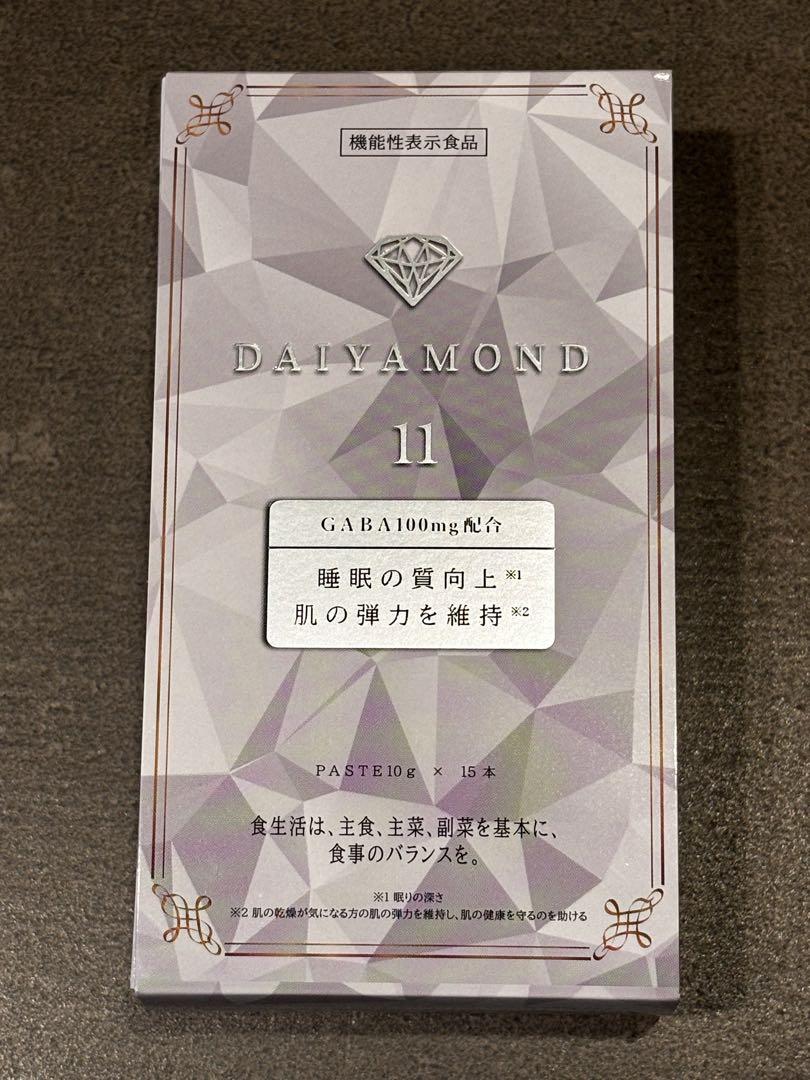 機能性表示食品
DAIYAMOND
11
GABA100mg配合
睡眠の質向上※1
肌の弾力を維持※2
PASTE10g × 15本
食生活は、主食、主菜、副菜を基本に、
食事のバランスを。
※1 眠りの深さ
※2 肌の乾燥が気になる方の肌の弾力を維持し、肌の健康を守るのを助ける